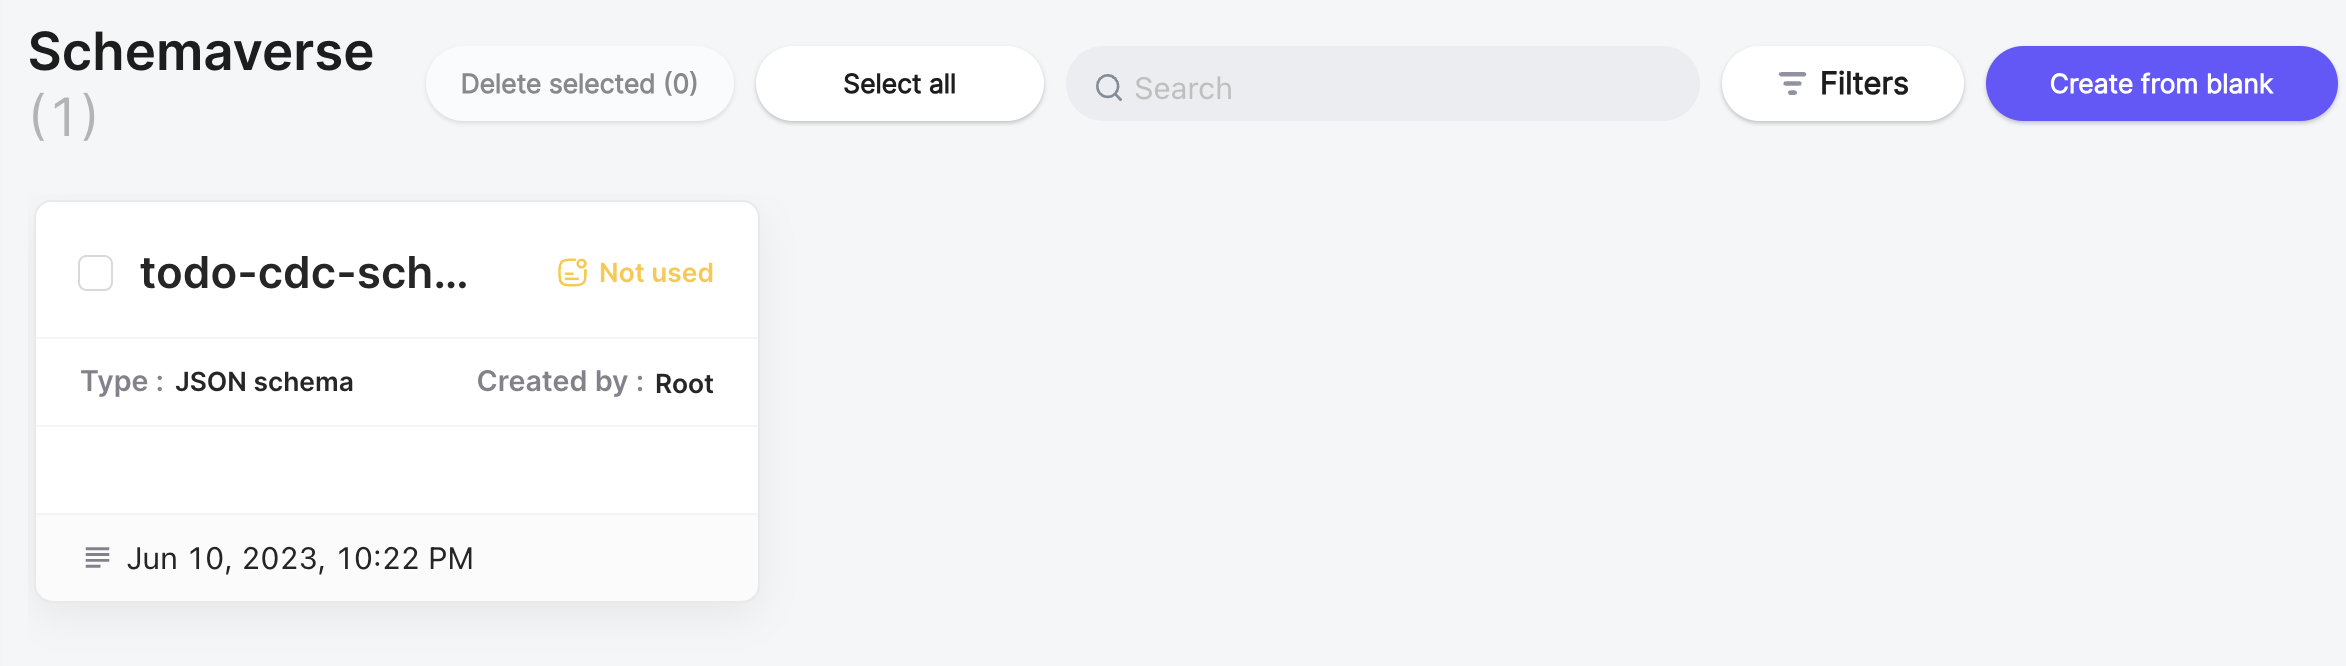 Schemaverse
(1)
Delete selected (0)
Select all
Search
Filters
Create from blank
todo-cdc-sch...
Not used
Type : JSON schema
Created by : Root
Jun 10, 2023, 10:22 PM